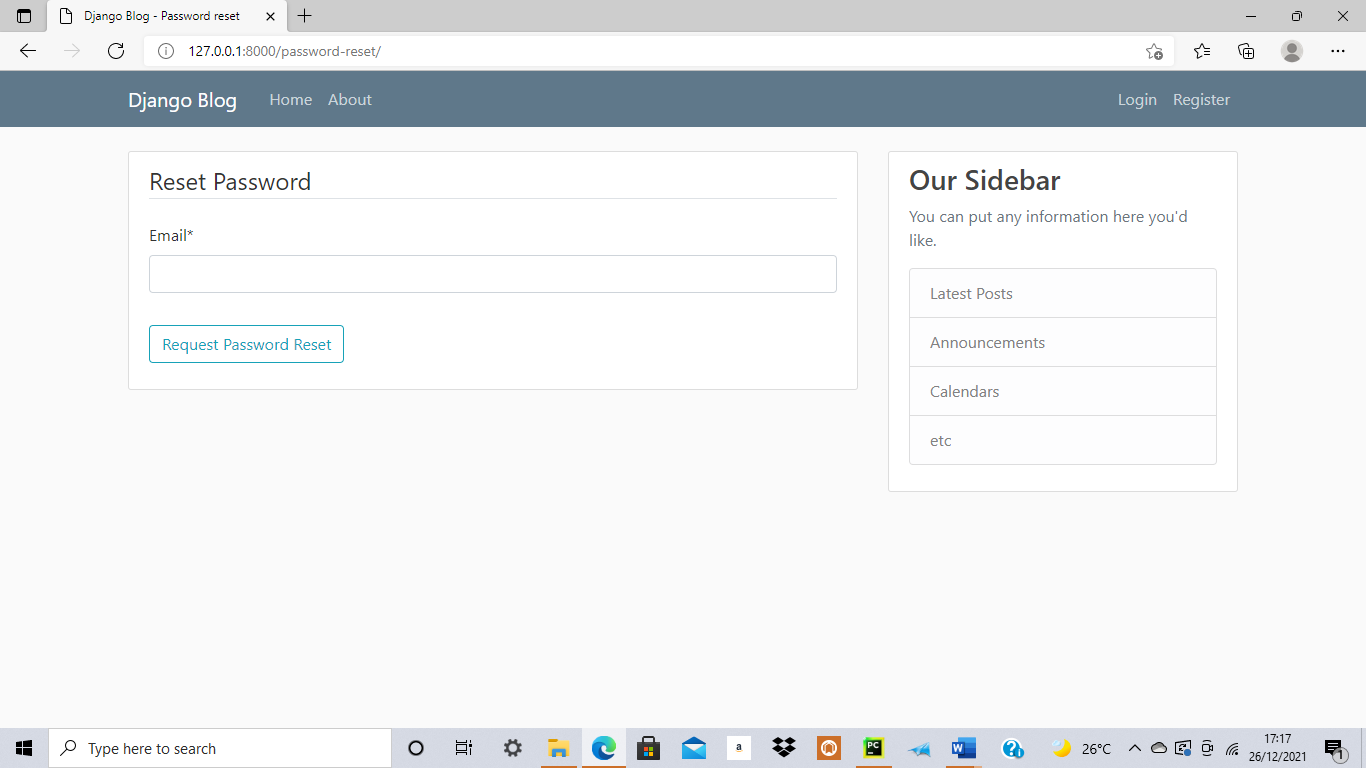 Django Blog - Password reset
127.0.0.1:8000/password-reset/
Django Blog Home About Login Register
Reset Password
Email*
Request Password Reset
Our Sidebar
You can put any information here you'd
like.
Latest Posts
Announcements
Calendars
etc
Type here to search
a
PC
W
26°C
17:17
26/12/2021
1